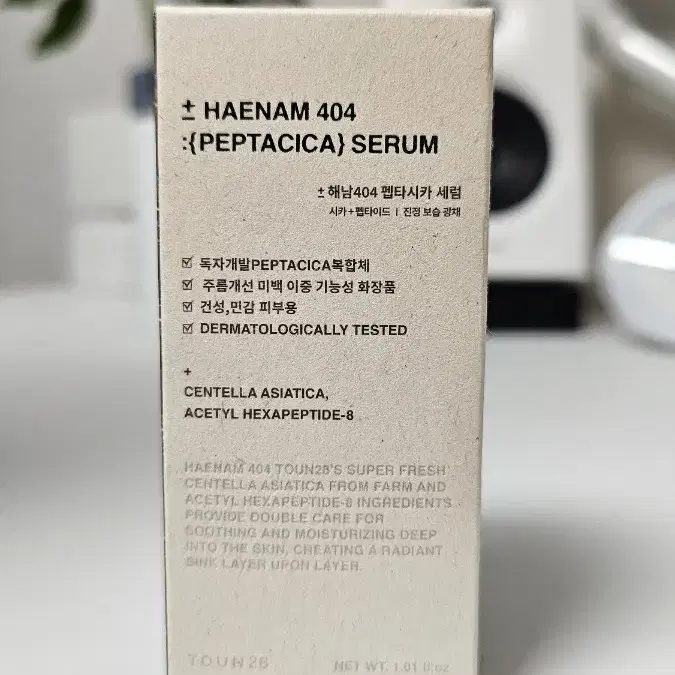 ± HAENAM 404
:{PEPTACICA} SERUM
± 해남404 펩타시카 세럼
시카+펩타이드 | 진정 보습 광채
☑ 독자개발PEPTACICA복합체
☑ 주름개선 미백 이중 기능성 화장품
☑ 건성,민감 피부용
☑ DERMATOLOGICALLY TESTED
+
CENTELLA ASIATICA,
ACETYL HEXAPEPTIDE-8
HAENAM 404 TOUN28'S SUPER FRESH
CENTELLA ASIATICA FROM FARM AND
ACETYL HEXAPEPTIDE-8 INGREDIENTS
PROVIDE DOUBLE CARE FOR
SOOTHING AND MOISTURIZING DEEP
INTO THE SKIN, CREATING A RADIANT
SINK LAYER UPON LAYER.
TOUN28
NET WT. 1.01 fl.oz